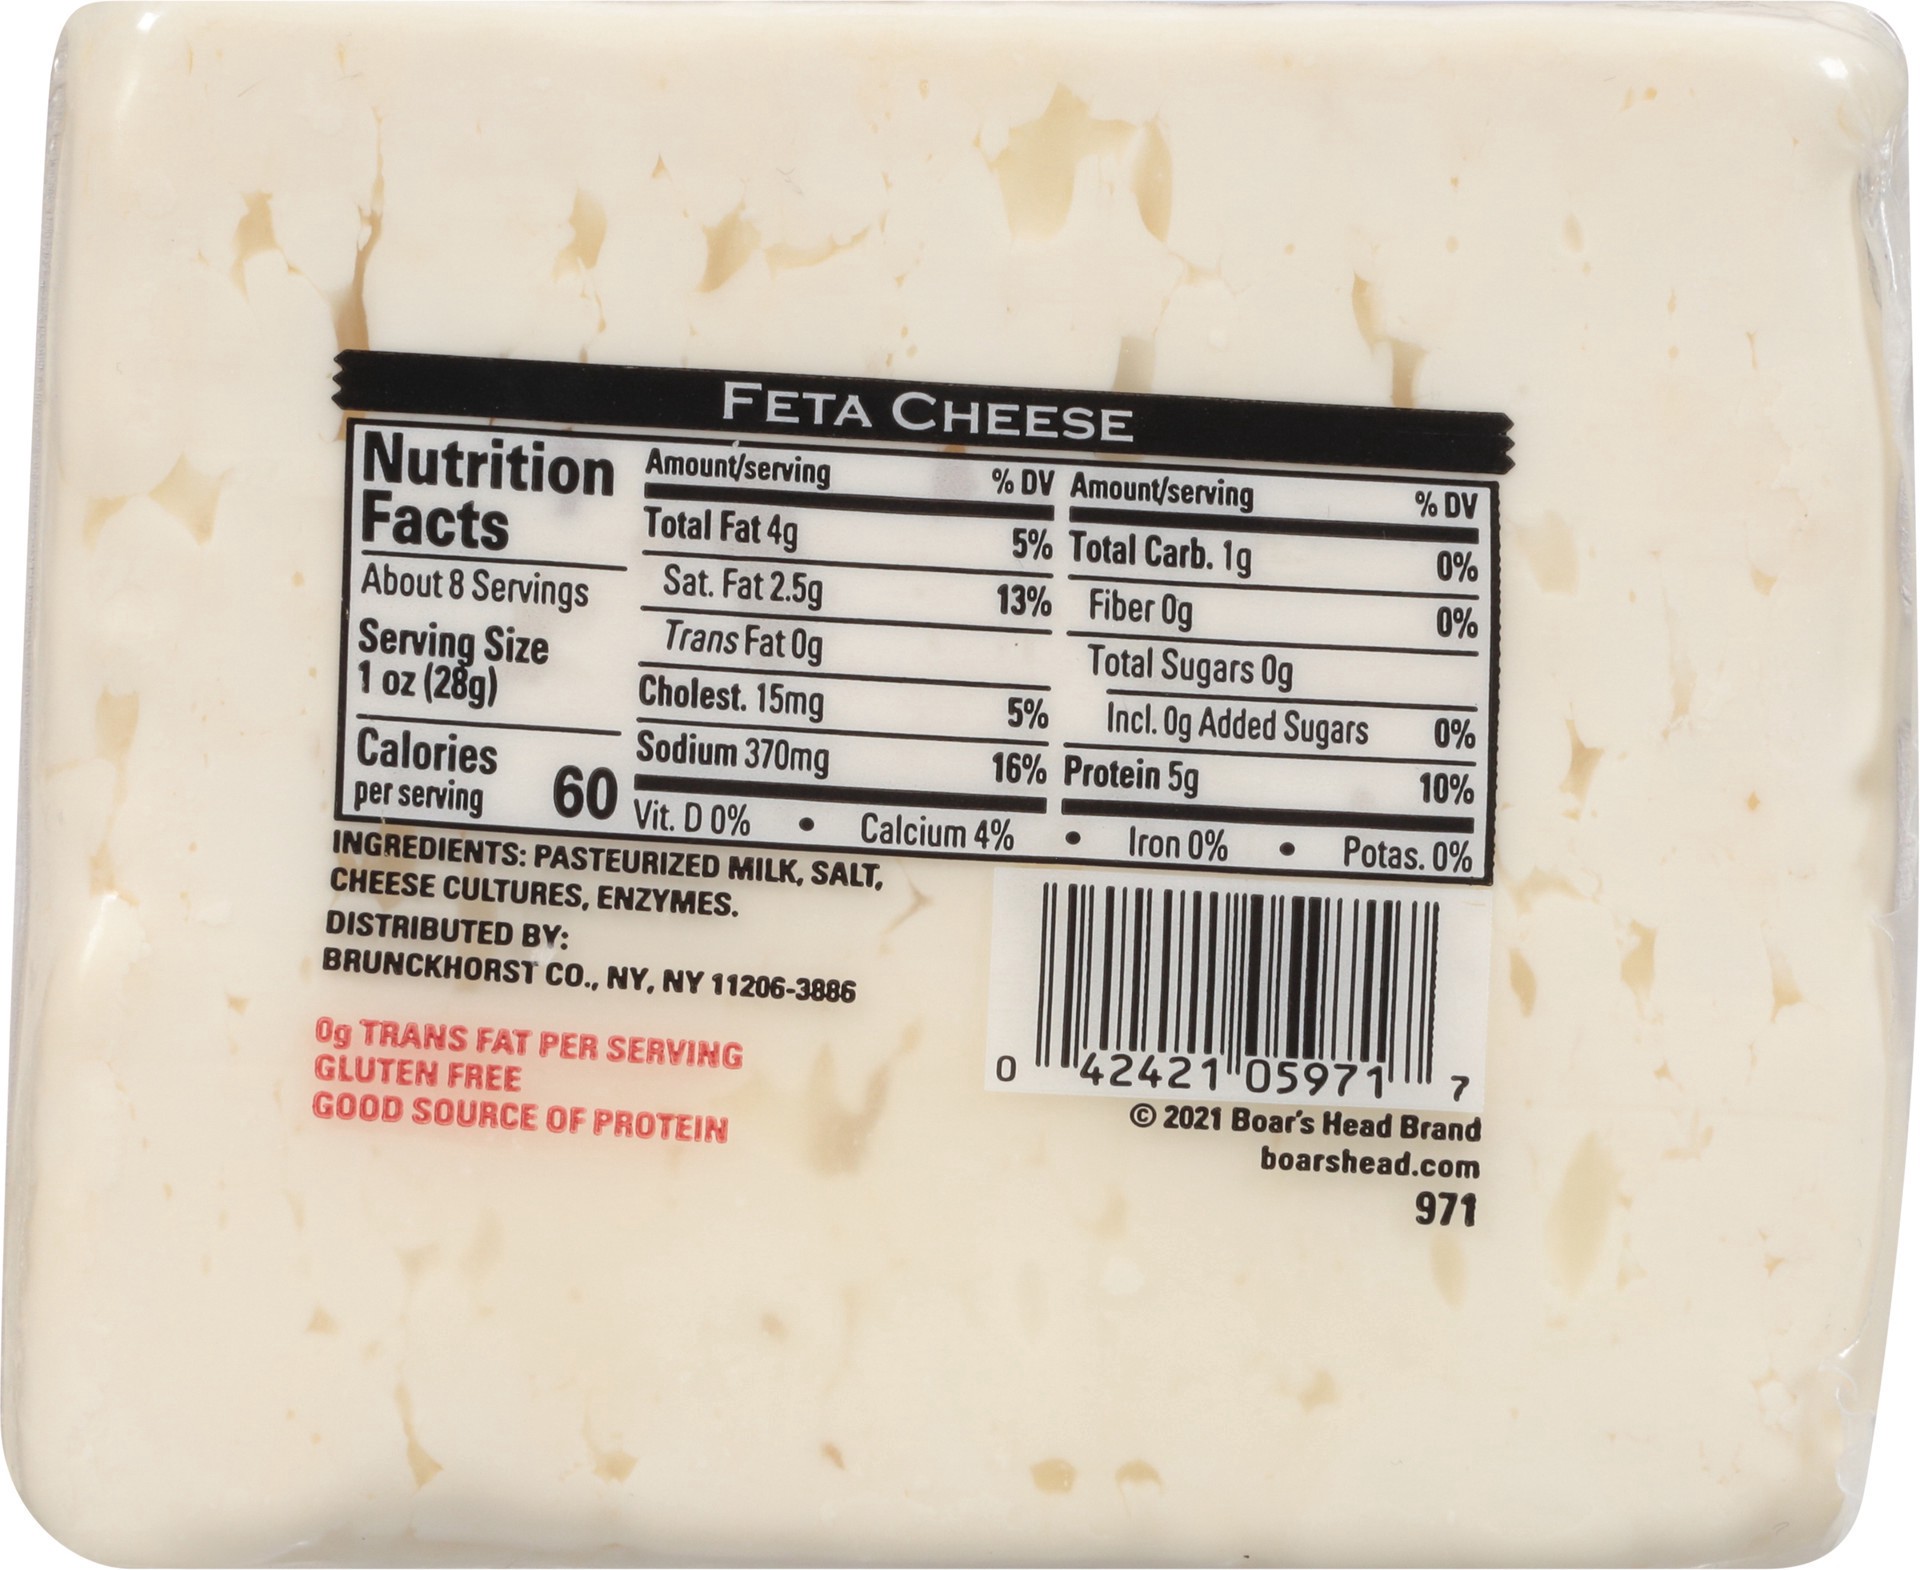 FETA CHEESE
Nutrition
Facts
About 8 Servings
Serving Size
1 oz (28g)
Calories
per serving 60
Amount/serving % DV
Total Fat 4g 5%
Sat. Fat 2.5g 13%
Trans Fat 0g
Cholest. 15mg 5%
Sodium 370mg 16%
Amount/serving % DV
Total Carb. 1g 0%
Fiber 0g 0%
Total Sugars 0g
Incl. 0g Added Sugars 0%
Protein 5g 10%
Vit. D 0% • Calcium 4% • Iron 0% • Potas. 0%
INGREDIENTS: PASTEURIZED MILK, SALT,
CHEESE CULTURES, ENZYMES.
DISTRIBUTED BY:
BRUNCKHORST CO., NY, NY 11206-3886
0g TRANS FAT PER SERVING
GLUTEN FREE
GOOD SOURCE OF PROTEIN
0 42421 05971 7
© 2021 Boar's Head Brand
boarshead.com
971